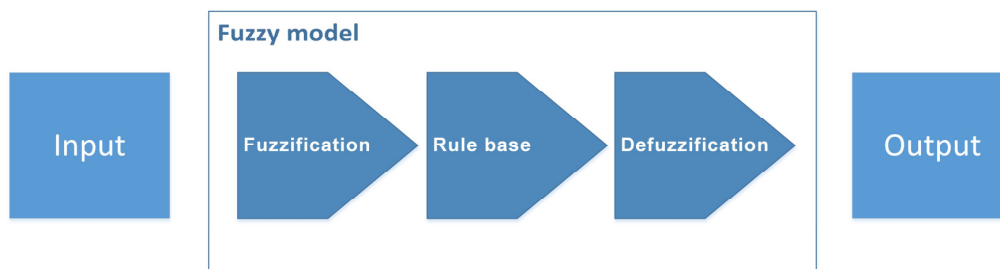 Fuzzy model
Input
Fuzzification
Rule base
Defuzzification
Output